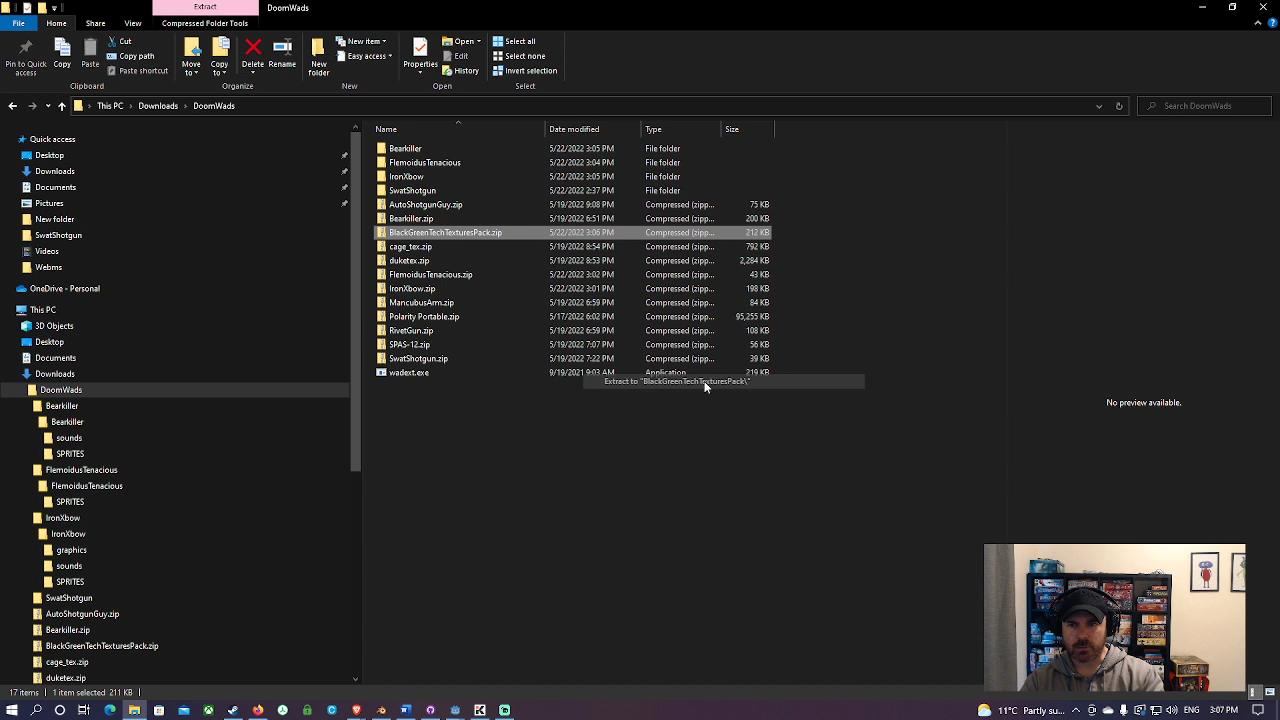 Extract
DoomWads
File
Home
Share
View
Compressed Folder Tools
Pin to Quick access
Copy
Paste
Cut
Copy path
Paste shortcut
Clipboard
Move to
Copy to
Delete
Rename
Organize
New folder
New item
Easy access
New
Properties
Open
Edit
History
Open
Select all
Select none
Invert selection
Select
This PC > Downloads > DoomWads
Search DoomWads
Name Date modified Type Size
Bearkiller 5/22/2022 3:05 PM File folder
FlemoidusTenacious 5/22/2022 3:04 PM File folder
IronXbow 5/22/2022 3:05 PM File folder
SwatShotgun 5/22/2022 2:37 PM File folder
AutoShotgunGuy.zip 5/19/2022 9:08 PM Compressed (zipp... 75 KB
Bearkiller.zip 5/19/2022 6:51 PM Compressed (zipp... 200 KB
BlackGreenTechTexturesPack.zip 5/22/2022 3:06 PM Compressed (zipp... 212 KB
cage_tex.zip 5/19/2022 8:54 PM Compressed (zipp... 792 KB
duketex.zip 5/19/2022 8:53 PM Compressed (zipp... 2,284 KB
FlemoidusTenacious.zip 5/22/2022 3:02 PM Compressed (zipp... 43 KB
IronXbow.zip 5/22/2022 3:01 PM Compressed (zipp... 198 KB
MancubusArm.zip 5/19/2022 6:59 PM Compressed (zipp... 84 KB
Polarity Portable.zip 5/17/2022 6:02 PM Compressed (zipp... 95,255 KB
RivetGun.zip 5/19/2022 6:59 PM Compressed (zipp... 108 KB
SPAS-12.zip 5/19/2022 7:07 PM Compressed (zipp... 56 KB
SwatShotgun.zip 5/19/2022 7:22 PM Compressed (zipp... 39 KB
wadext.exe 9/19/2021 9:03 AM Application 219 KB
Extract to "BlackGreenTechTexturesPack\"
Quick access
Desktop
Downloads
Documents
Pictures
New folder
SwatShotgun
Videos
Webms
OneDrive - Personal
This PC
3D Objects
Desktop
Documents
Downloads
DoomWads
Bearkiller
Bearkiller
sounds
SPRITES
FlemoidusTenacious
FlemoidusTenacious
SPRITES
IronXbow
IronXbow
graphics
sounds
SPRITES
SwatShotgun
AutoShotgunGuy.zip
Bearkiller.zip
BlackGreenTechTexturesPack.zip
cage_tex.zip
duketex.zip
No preview available.
17 items 1 item selected 211 KB
11°C Partly su... 3:07 PM